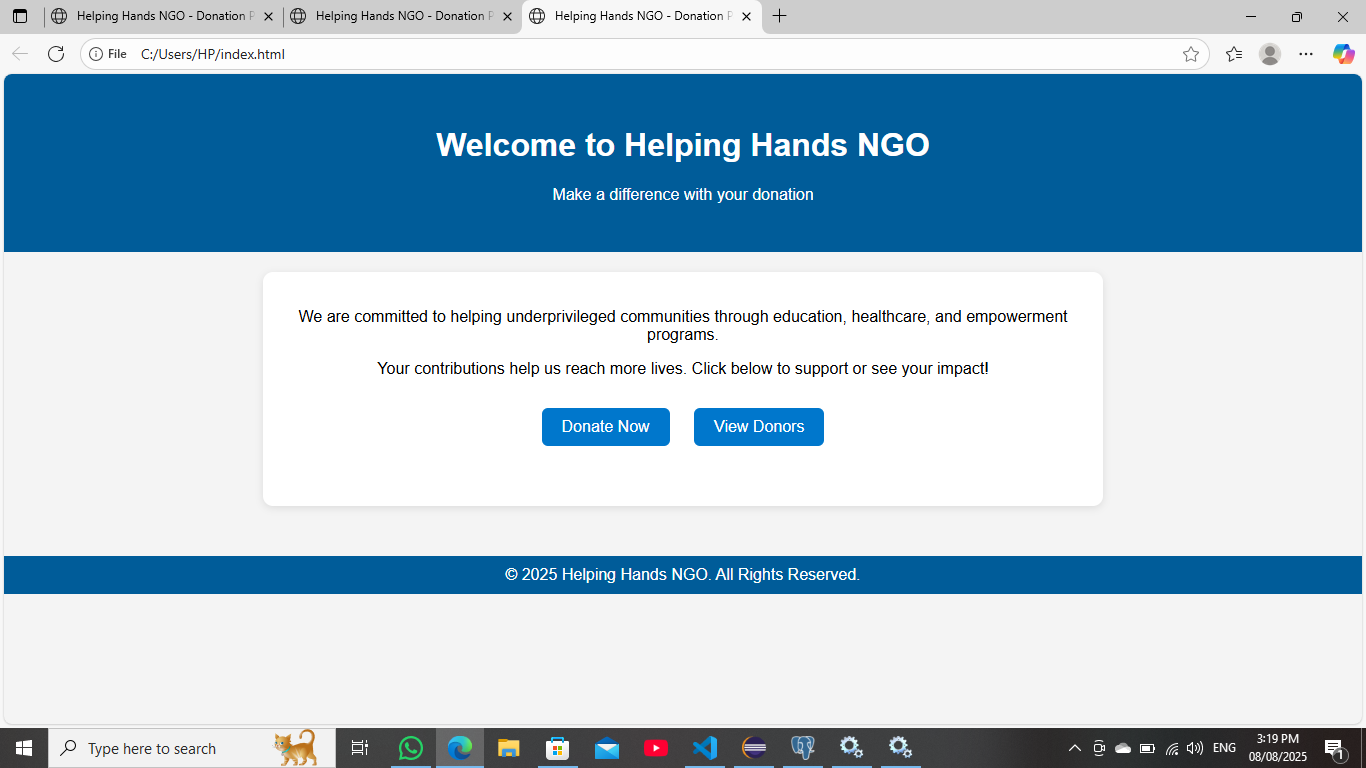 Helping Hands NGO - Donation P
Helping Hands NGO - Donation P
Helping Hands NGO - Donation P
File
C:/Users/HP/index.html
Welcome to Helping Hands NGO
Make a difference with your donation
We are committed to helping underprivileged communities through education, healthcare, and empowerment
programs.
Your contributions help us reach more lives. Click below to support or see your impact!
Donate Now
View Donors
© 2025 Helping Hands NGO. All Rights Reserved.
Type here to search
ENG
3:19 PM
08/08/2025
1